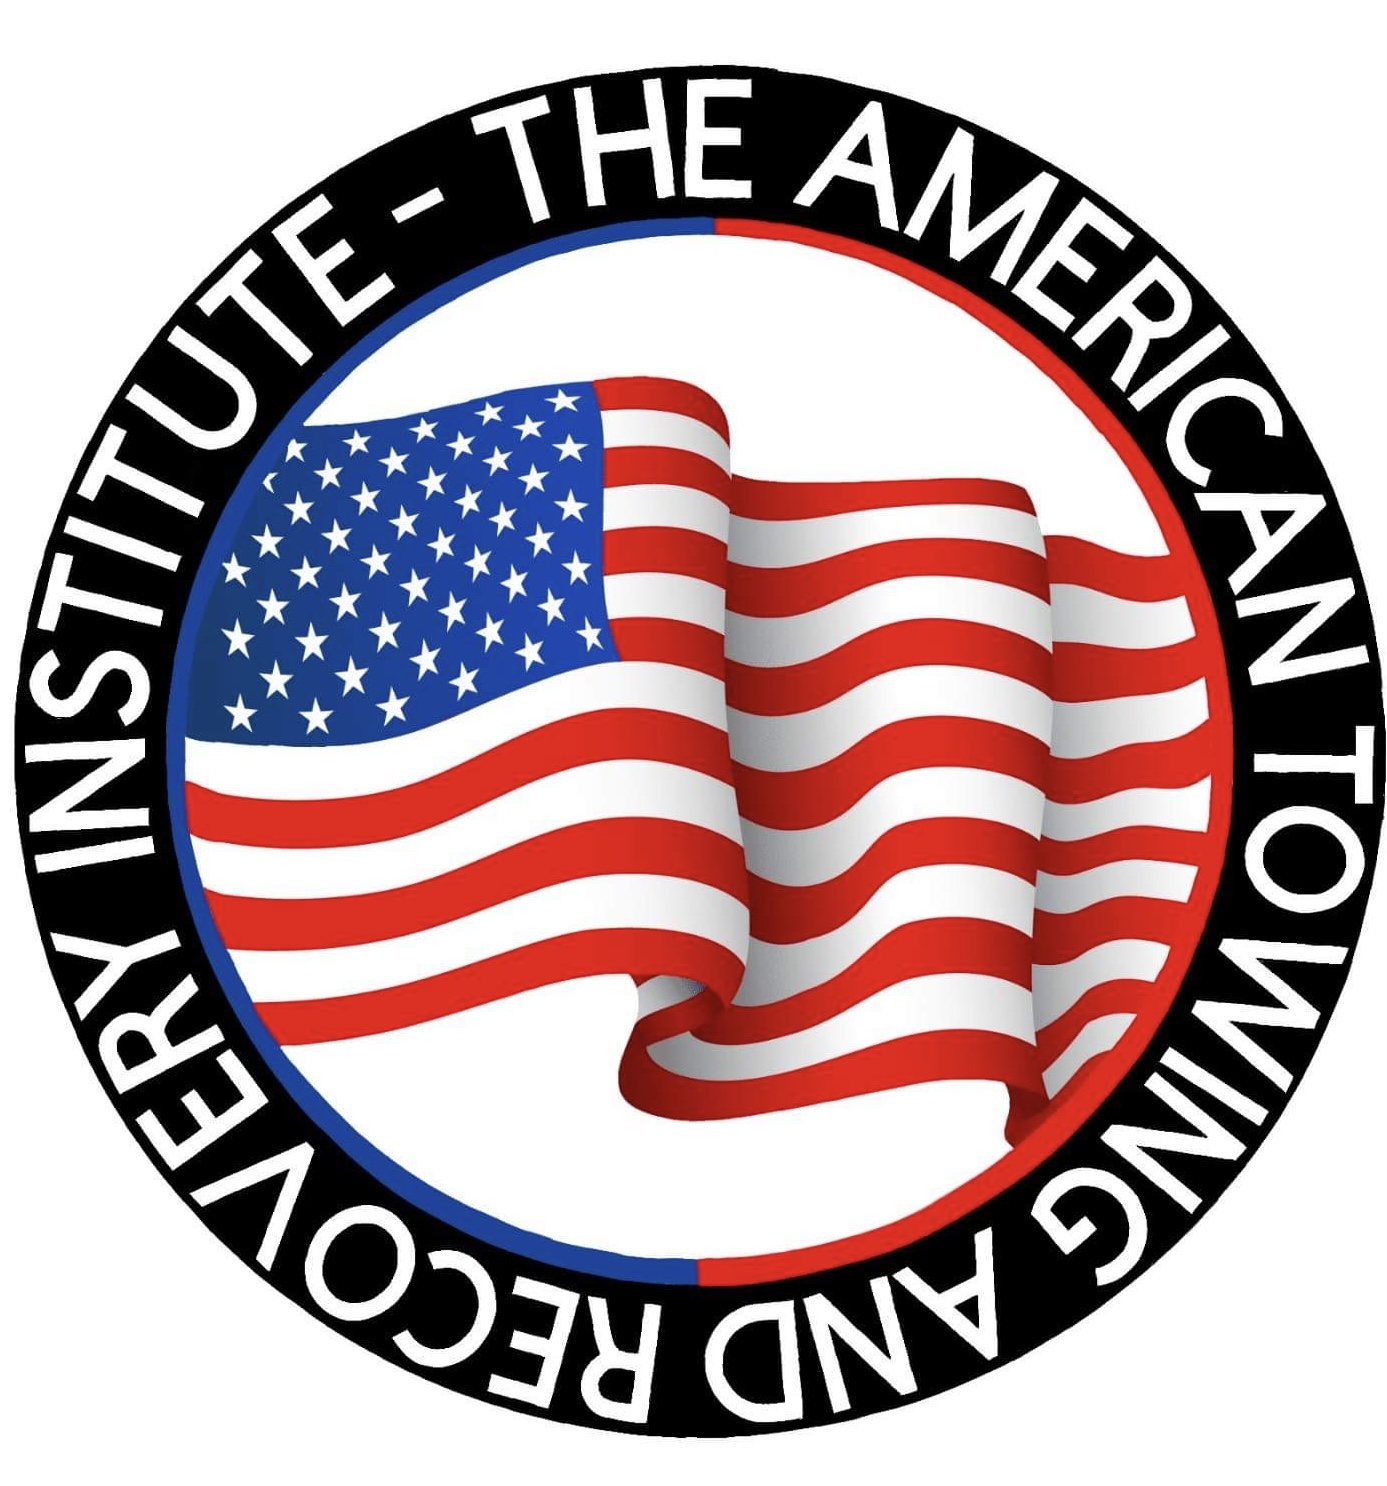 THE AMERICAN TOWING AND RECOVERY INSTITUTE -